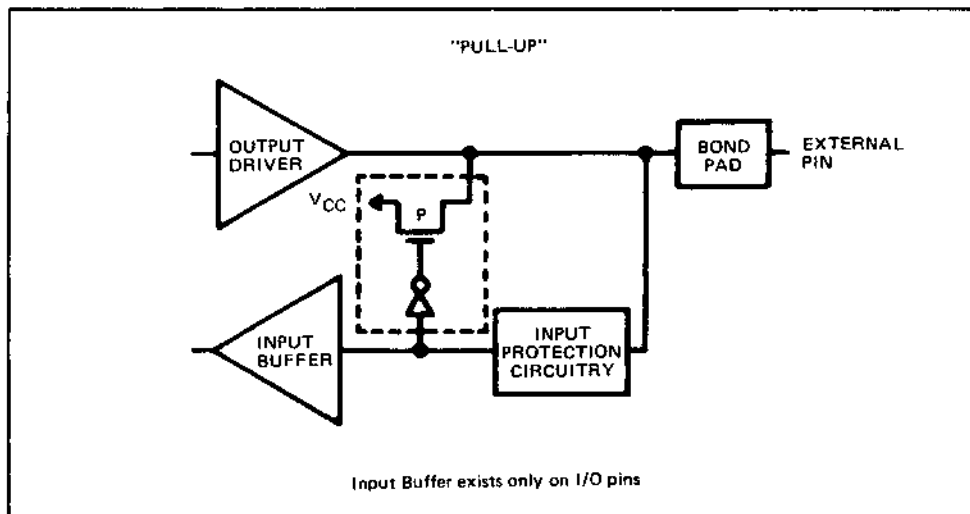 "PULL-UP"
OUTPUT
DRIVER
BOND
PAD
EXTERNAL
PIN
VCC
P
INPUT
BUFFER
INPUT
PROTECTION
CIRCUITRY
Input Buffer exists only on I/O pins